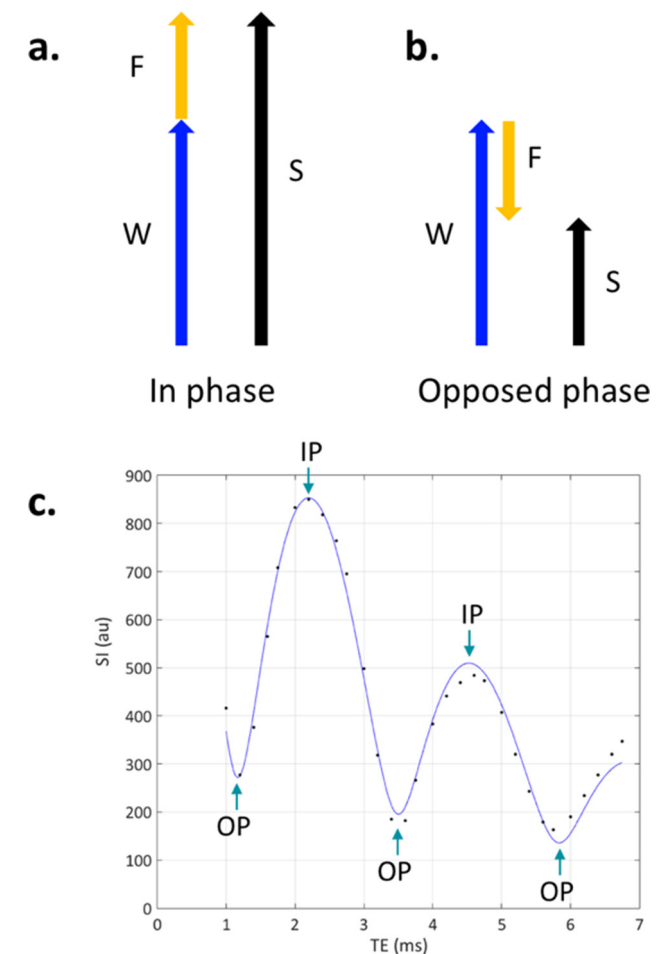 a.
F
W
S
In phase
b.
W
F
S
Opposed phase
c.
IP
IP
OP
OP
OP
SI (au)
900
800
700
600
500
400
300
200
100
0
0 1 2 3 4 5 6 7
TE (ms)